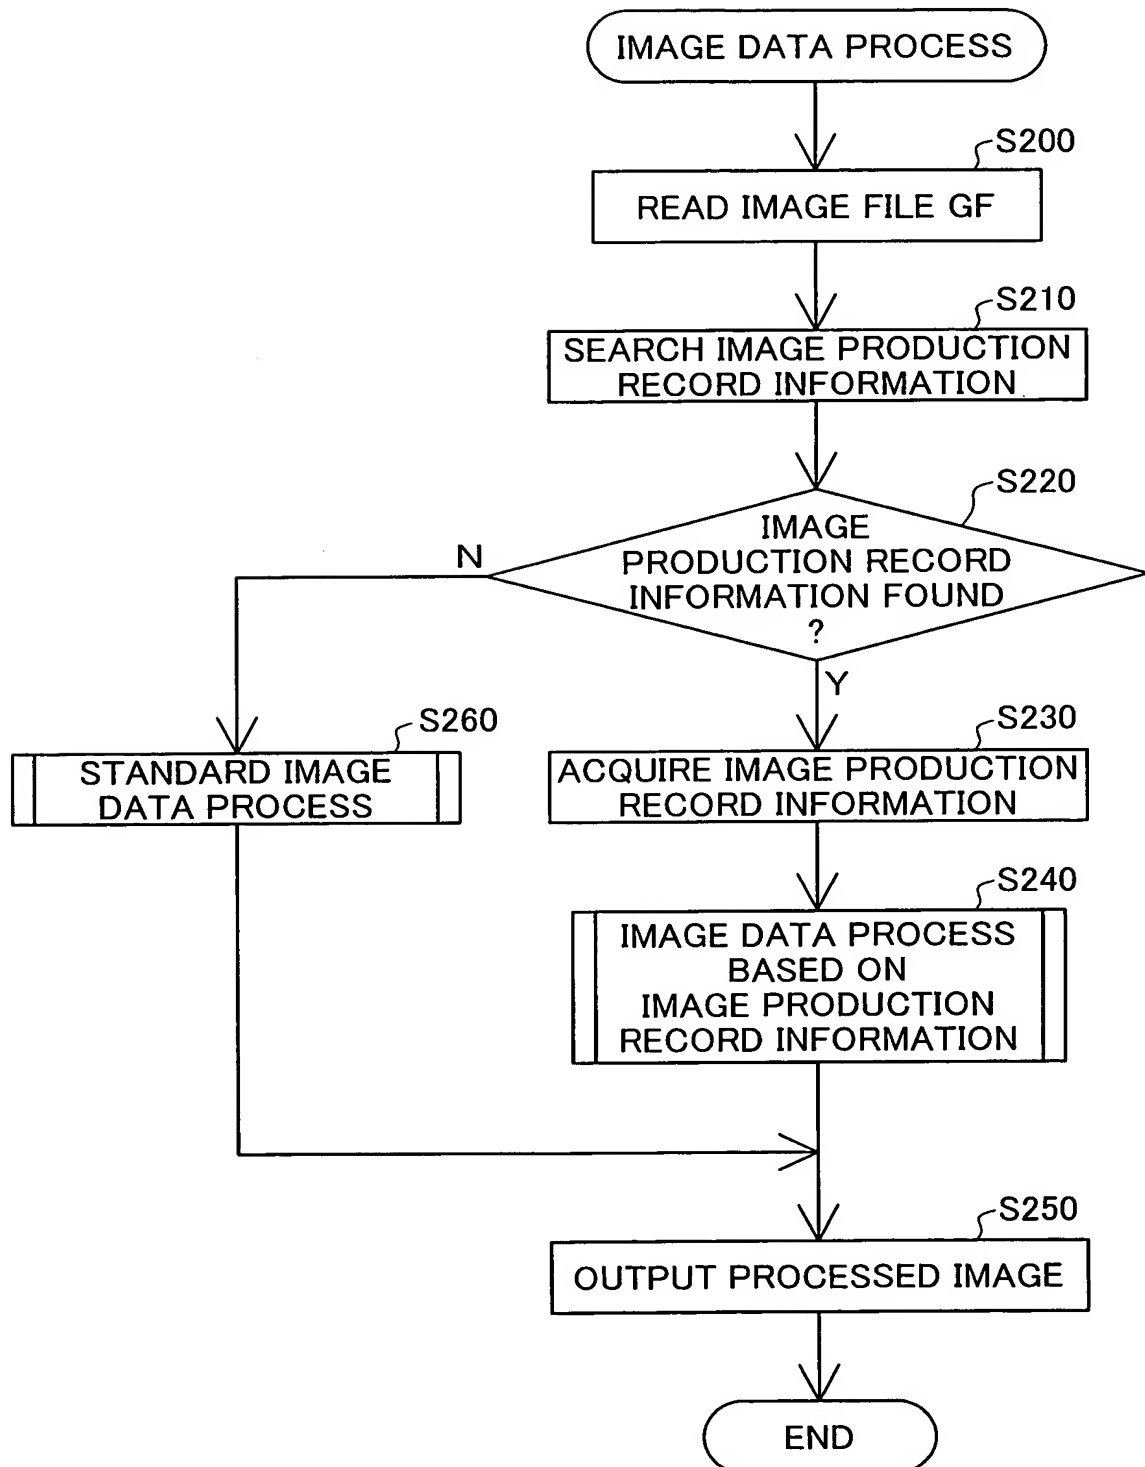 IMAGE DATA PROCESS
S200
READ IMAGE FILE GF
S210
SEARCH IMAGE PRODUCTION
RECORD INFORMATION
S220
IMAGE
PRODUCTION RECORD
INFORMATION FOUND
?
N
Y
S260
STANDARD IMAGE
DATA PROCESS
S230
ACQUIRE IMAGE PRODUCTION
RECORD INFORMATION
S240
IMAGE DATA PROCESS
BASED ON
IMAGE PRODUCTION
RECORD INFORMATION
S250
OUTPUT PROCESSED IMAGE
END